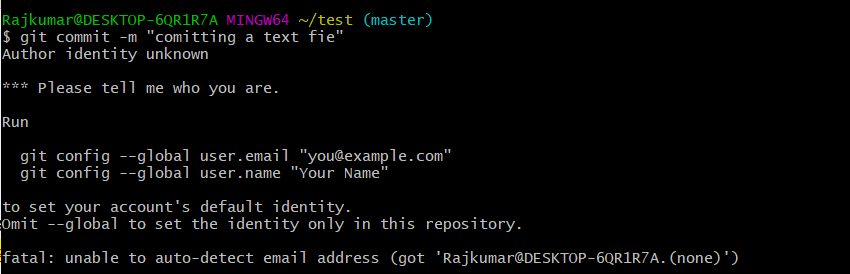 Rajkumar@DESKTOP-6QR1R7A MINGW64 ~/test (master)
$ git commit -m "comitting a text fie"
Author identity unknown
*** Please tell me who you are.
Run
git config --global user.email "you@example.com"
git config --global user.name "Your Name"
to set your account's default identity.
Omit --global to set the identity only in this repository.
fatal: unable to auto-detect email address (got 'Rajkumar@DESKTOP-6QR1R7A.(none)')